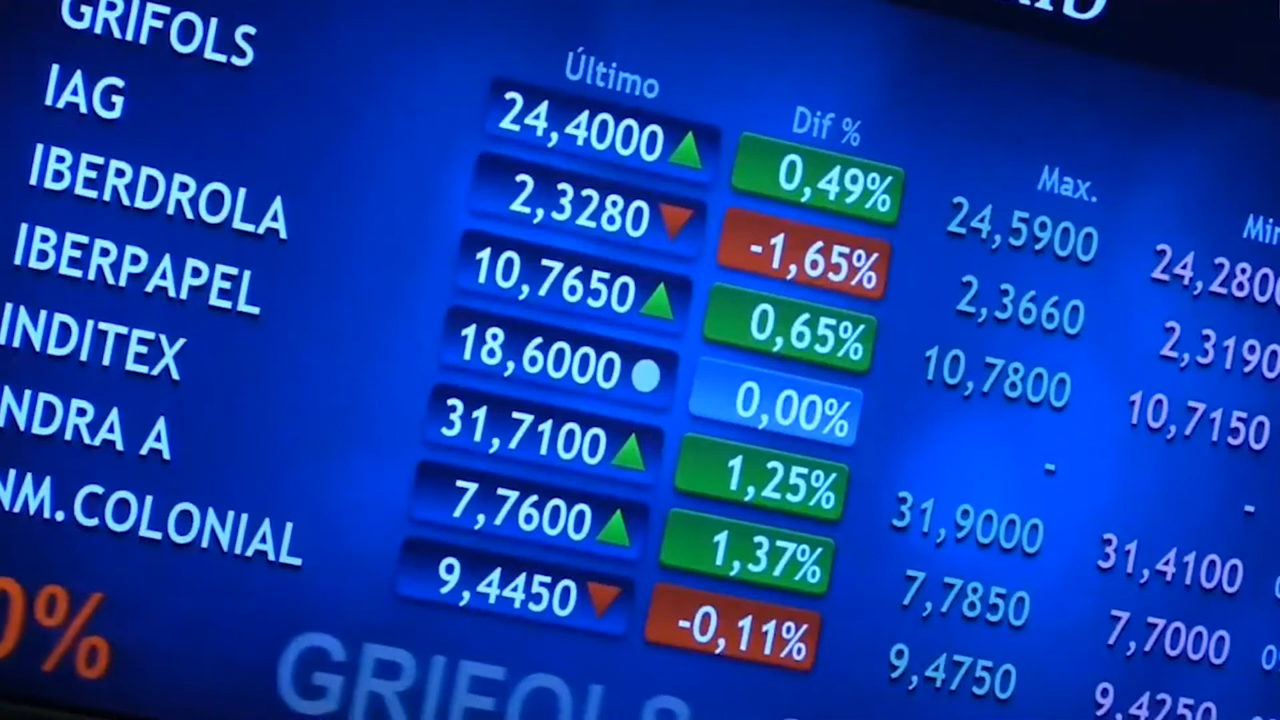 Último Dif % Max.
GRIFOLS 24,4000 0,49% 24,5900 24,2800
IAG 2,3280 -1,65% 2,3660 2,3190
IBERDROLA 10,7650 0,65% 10,7800 10,7150
IBERPAPEL 18,6000 0,00% - -
INDITEX 31,7100 1,25% 31,9000 31,4100
NDRA A 7,7600 1,37% 7,7850 7,7000
NM.COLONIAL 9,4450 -0,11% 9,4750 9,4250
0%
GRIFOLS